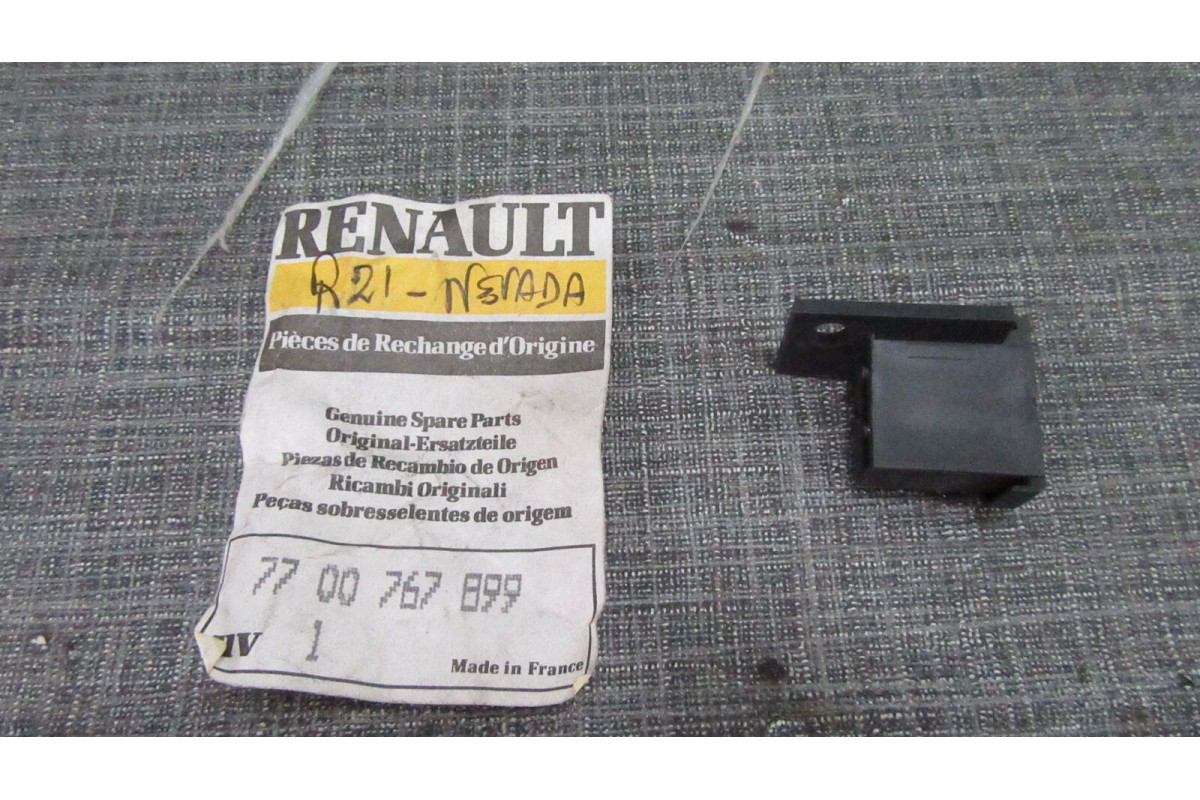 RENAULT
R21 - NEVADA
Pièces de Rechange d'Origine
Genuine Spare Parts
Original-Ersatzteile
Piezas de Recambio de Origen
Ricambi Originali
Peças sobresselentes de origem
77 00 767 899
1
Made in France